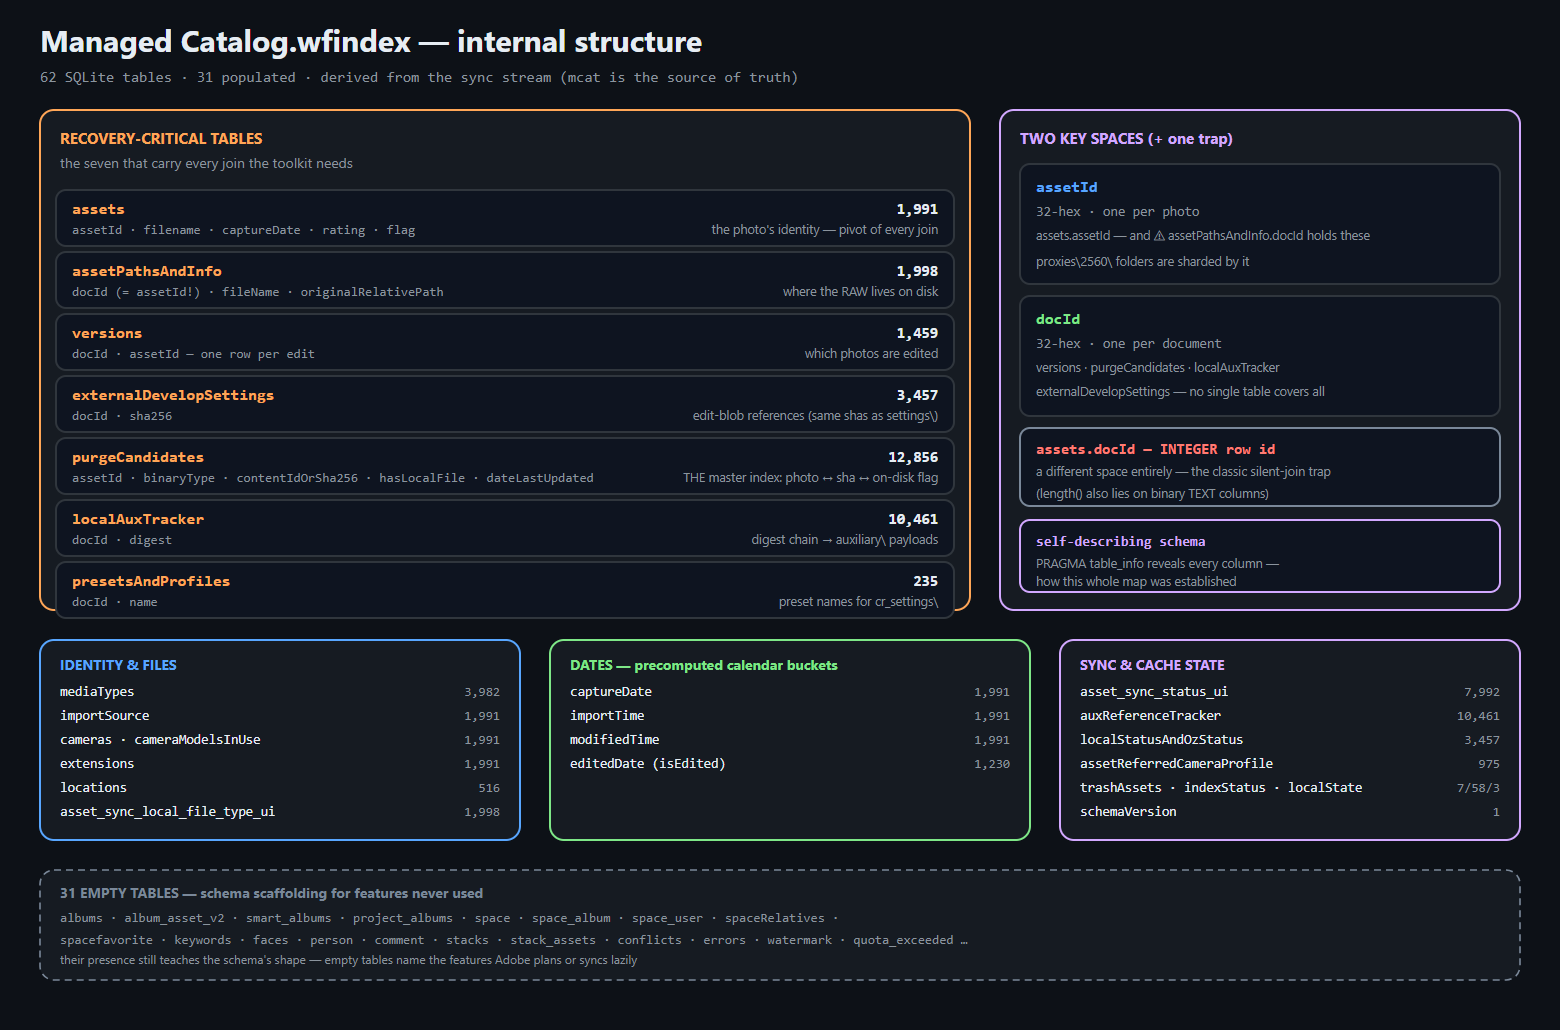 Managed Catalog.wfindex — internal structure
62 SQLite tables · 31 populated · derived from the sync stream (mcat is the source of truth)
RECOVERY-CRITICAL TABLES
the seven that carry every join the toolkit needs
assets 1,991
assetId · filename · captureDate · rating · flag the photo's identity — pivot of every join
assetPathsAndInfo 1,998
docId (= assetId!) · fileName · originalRelativePath where the RAW lives on disk
versions 1,459
docId · assetId — one row per edit which photos are edited
externalDevelopSettings 3,457
docId · sha256 edit-blob references (same shas as settings\)
purgeCandidates 12,856
assetId · binaryType · contentIdOrSha256 · hasLocalFile · dateLastUpdated THE master index: photo ↔ sha ↔ on-disk flag
localAuxTracker 10,461
docId · digest digest chain → auxiliary\ payloads
presetsAndProfiles 235
docId · name preset names for cr_settings\
TWO KEY SPACES (+ one trap)
assetId
32-hex · one per photo
assets.assetId — and ⚠ assetPathsAndInfo.docId holds these
proxies\2560\ folders are sharded by it
docId
32-hex · one per document
versions · purgeCandidates · localAuxTracker
externalDevelopSettings — no single table covers all
assets.docId — INTEGER row id
a different space entirely — the classic silent-join trap
(length() also lies on binary TEXT columns)
self-describing schema
PRAGMA table_info reveals every column —
how this whole map was established
IDENTITY & FILES
mediaTypes 3,982
importSource 1,991
cameras · cameraModelsInUse 1,991
extensions 1,991
locations 516
asset_sync_local_file_type_ui 1,998
DATES — precomputed calendar buckets
captureDate 1,991
importTime 1,991
modifiedTime 1,991
editedDate (isEdited) 1,230
SYNC & CACHE STATE
asset_sync_status_ui 7,992
auxReferenceTracker 10,461
localStatusAndOzStatus 3,457
assetReferredCameraProfile 975
trashAssets · indexStatus · localState 7/58/3
schemaVersion 1
31 EMPTY TABLES — schema scaffolding for features never used
albums · album_asset_v2 · smart_albums · project_albums · space · space_album · space_user · spaceRelatives ·
spacefavorite · keywords · faces · person · comment · stacks · stack_assets · conflicts · errors · watermark · quota_exceeded …
their presence still teaches the schema's shape — empty tables name the features Adobe plans or syncs lazily